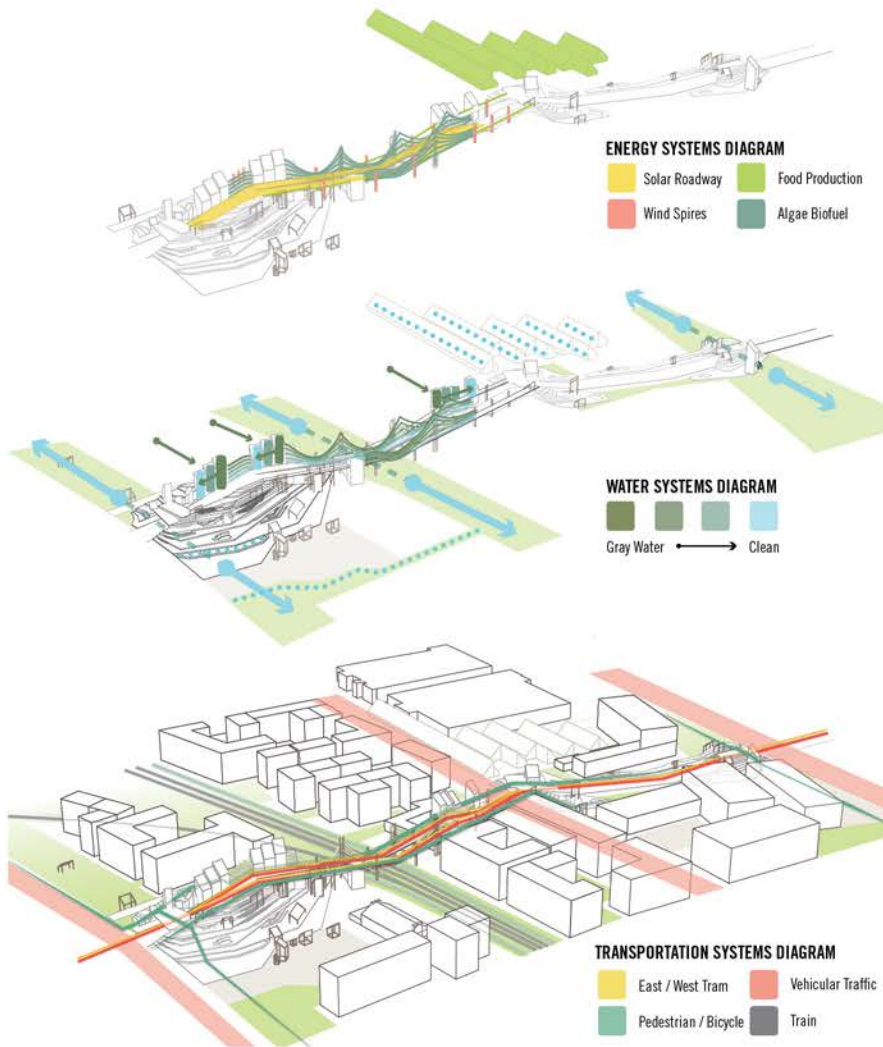 ENERGY SYSTEMS DIAGRAM
Solar Roadway
Food Production
Wind Spires
Algae Biofuel
WATER SYSTEMS DIAGRAM
Gray Water
Clean
TRANSPORTATION SYSTEMS DIAGRAM
East / West Tram
Vehicular Traffic
Pedestrian / Bicycle
Train